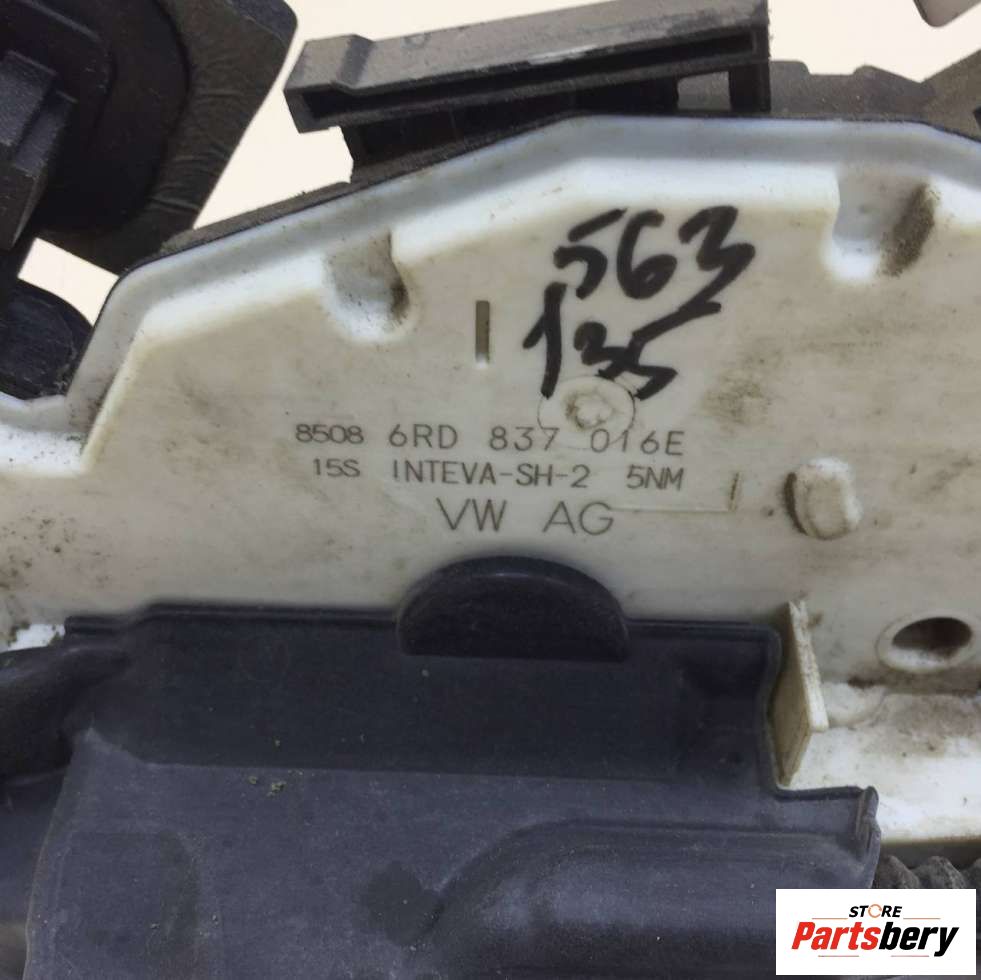 563
135
8508 6RD 837 016E
15S INTEVA-SH-2 5NM
VW AG
STORE
Partsbery